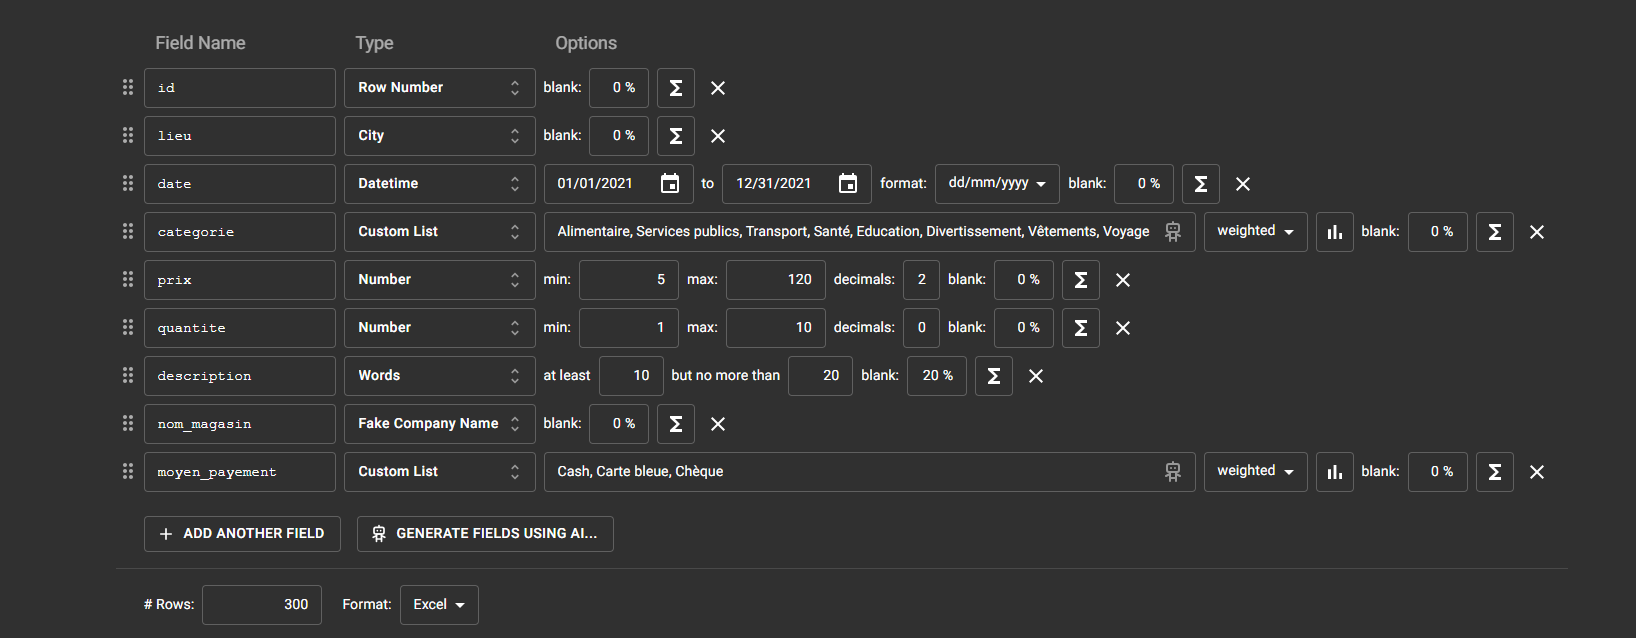 Field Name Type Options
id Row Number blank: 0 %
lieu City blank: 0 %
date Datetime 01/01/2021 to 12/31/2021 format: dd/mm/yyyy blank: 0 %
categorie Custom List Alimentaire, Services publics, Transport, Santé, Education, Divertissement, Vêtements, Voyage weighted blank: 0 %
prix Number min: 5 max: 120 decimals: 2 blank: 0 %
quantite Number min: 1 max: 10 decimals: 0 blank: 0 %
description Words at least 10 but no more than 20 blank: 20 %
nom_magasin Fake Company Name blank: 0 %
moyen_payement Custom List Cash, Carte bleue, Chèque weighted blank: 0 %
ADD ANOTHER FIELD GENERATE FIELDS USING AI...
# Rows: 300 Format: Excel